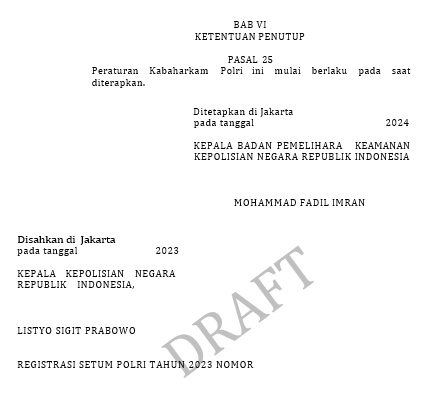 BAB VI
KETENTUAN PENUTUP
PASAL 25
Peraturan Kabaharkam Polri ini mulai berlaku pada saat
diterapkan.
Ditetapkan di Jakarta
pada tanggal 2024
KEPALA BADAN PEMELIHARA KEAMANAN
KEPOLISIAN NEGARA REPUBLIK INDONESIA
MOHAMMAD FADIL IMRAN
Disahkan di Jakarta
pada tanggal 2023
KEPALA KEPOLISIAN NEGARA
REPUBLIK INDONESIA,
LISTYO SIGIT PRABOWO
REGISTRASI SETUM POLRI TAHUN 2023 NOMOR
DRAFT